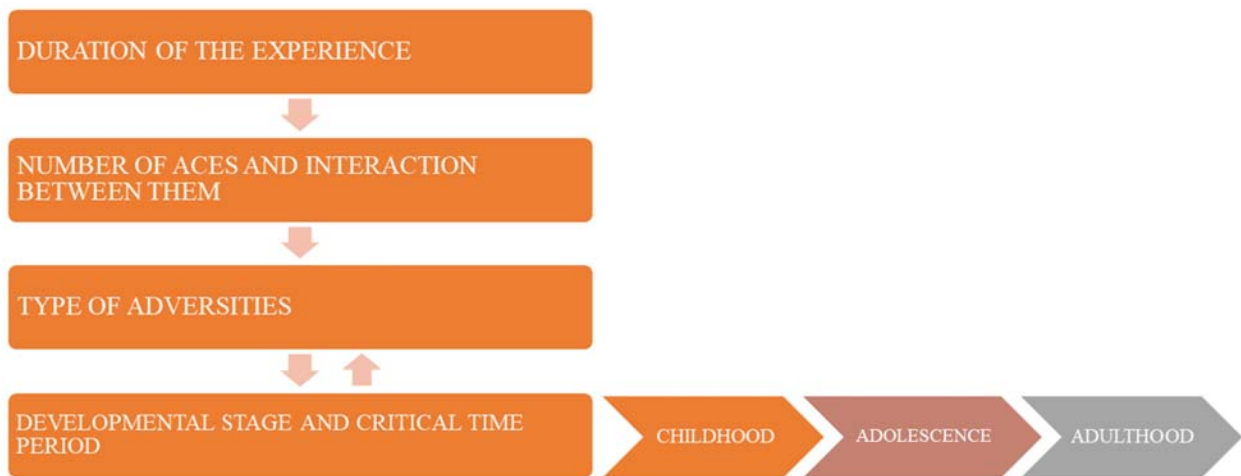 DURATION OF THE EXPERIENCE
NUMBER OF ACES AND INTERACTION
BETWEEN THEM
TYPE OF ADVERSITIES
DEVELOPMENTAL STAGE AND CRITICAL TIME
PERIOD
CHILDHOOD
ADOLESCENCE
ADULTHOOD